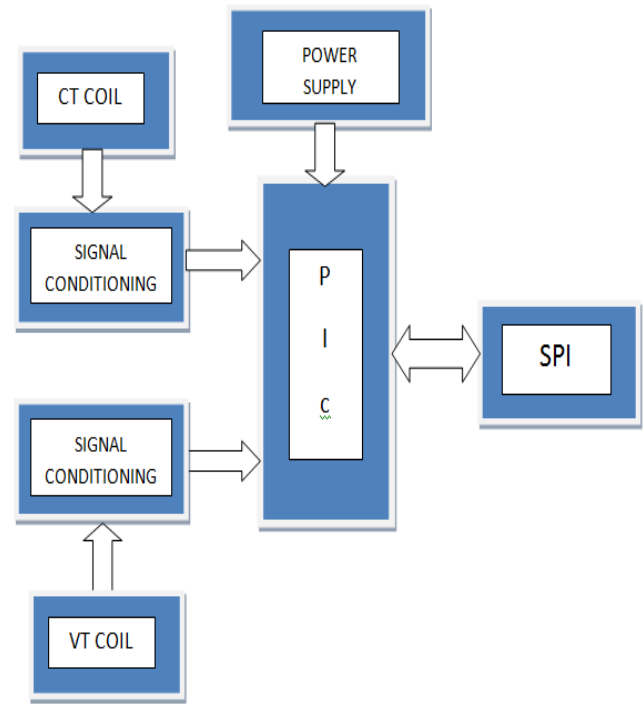 CT COIL
POWER
SUPPLY
SIGNAL
CONDITIONING
P
I
c
SPI
SIGNAL
CONDITIONING
VT COIL